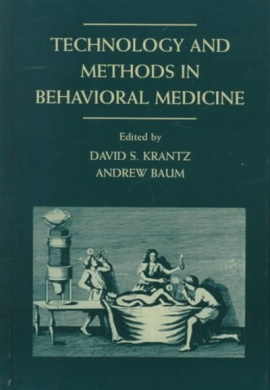 TECHNOLOGY AND
METHODS IN
BEHAVIORAL MEDICINE
Edited by
DAVID S. KRANTZ
ANDREW BAUM